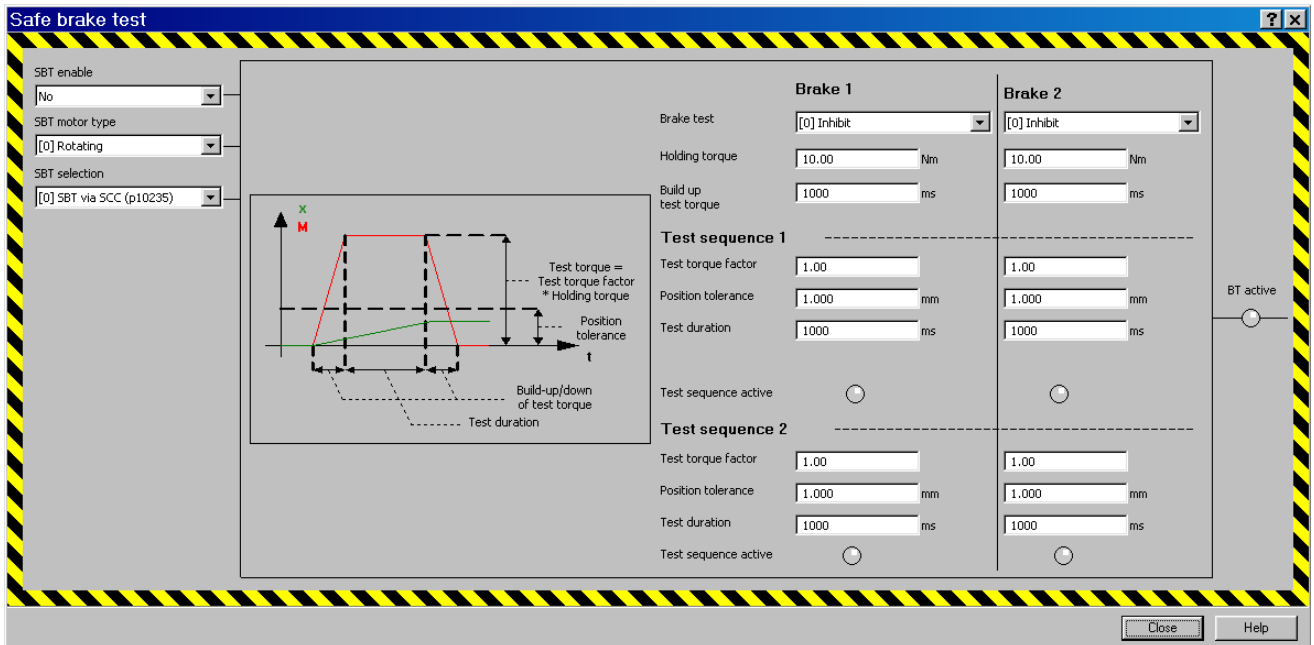 Safe brake test
SBT enable
No
SBT motor type
[0] Rotating
SBT selection
[0] SBT via SCC (p10235)
x
M
Test torque =
Test torque factor
* Holding torque
Position
tolerance
t
Build-up/down
of test torque
Test duration
Brake 1
Brake 2
Brake test
[0] Inhibit
[0] Inhibit
Holding torque
10.00 Nm
10.00 Nm
Build up
test torque
1000 ms
1000 ms
Test sequence 1
Test torque factor
1.00
1.00
Position tolerance
1.000 mm
1.000 mm
Test duration
1000 ms
1000 ms
Test sequence active
Test sequence 2
Test torque factor
1.00
1.00
Position tolerance
1.000 mm
1.000 mm
Test duration
1000 ms
1000 ms
Test sequence active
BT active
Close
Help